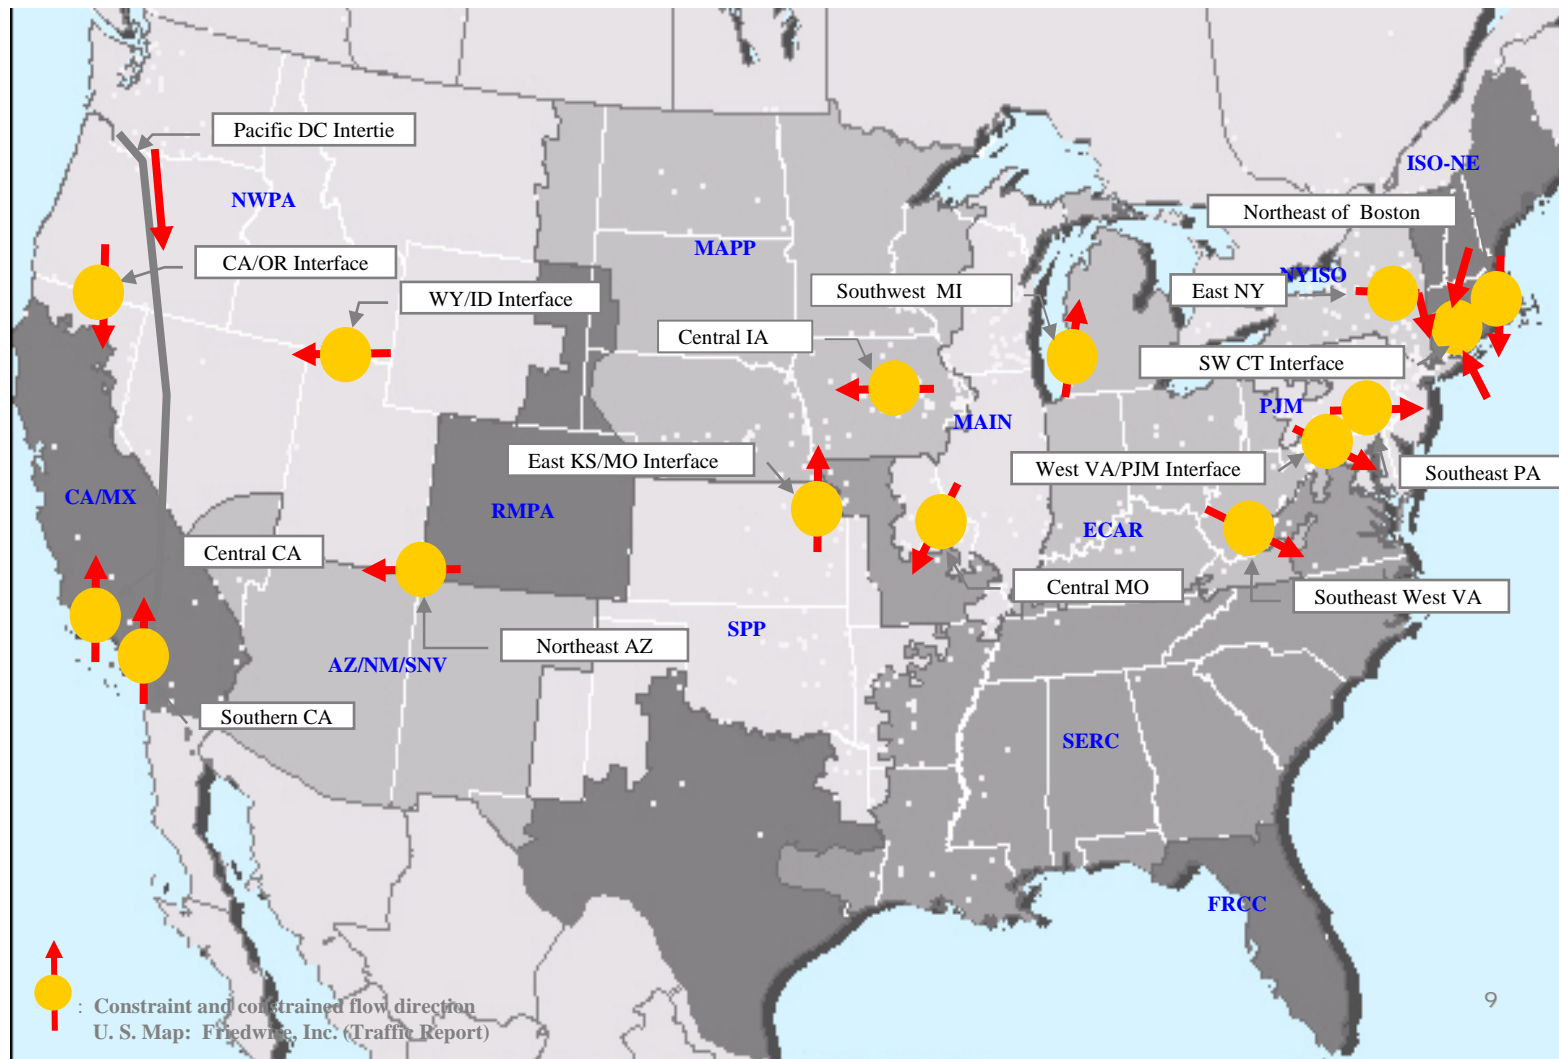 Pacific DC Intertie
ISO-NE
NWPA
Northeast of  Boston
MAPP
CA/OR Interface
NYISO
WY/ID Interface
Southwest  MI
East NY
Central IA
SW CT Interface
PJM
MAIN
East KS/MO Interface
West VA/PJM Interface
Southeast PA
CA/MX
RMPA
ECAR
Central CA
Central MO
Southeast West VA
SPP
Northeast AZ
AZ/NM/SNV
Southern CA
SERC
FRCC
:  Constraint and constrained flow direction
U. S. Map:  Friedwire, Inc. (Traffic Report)
9